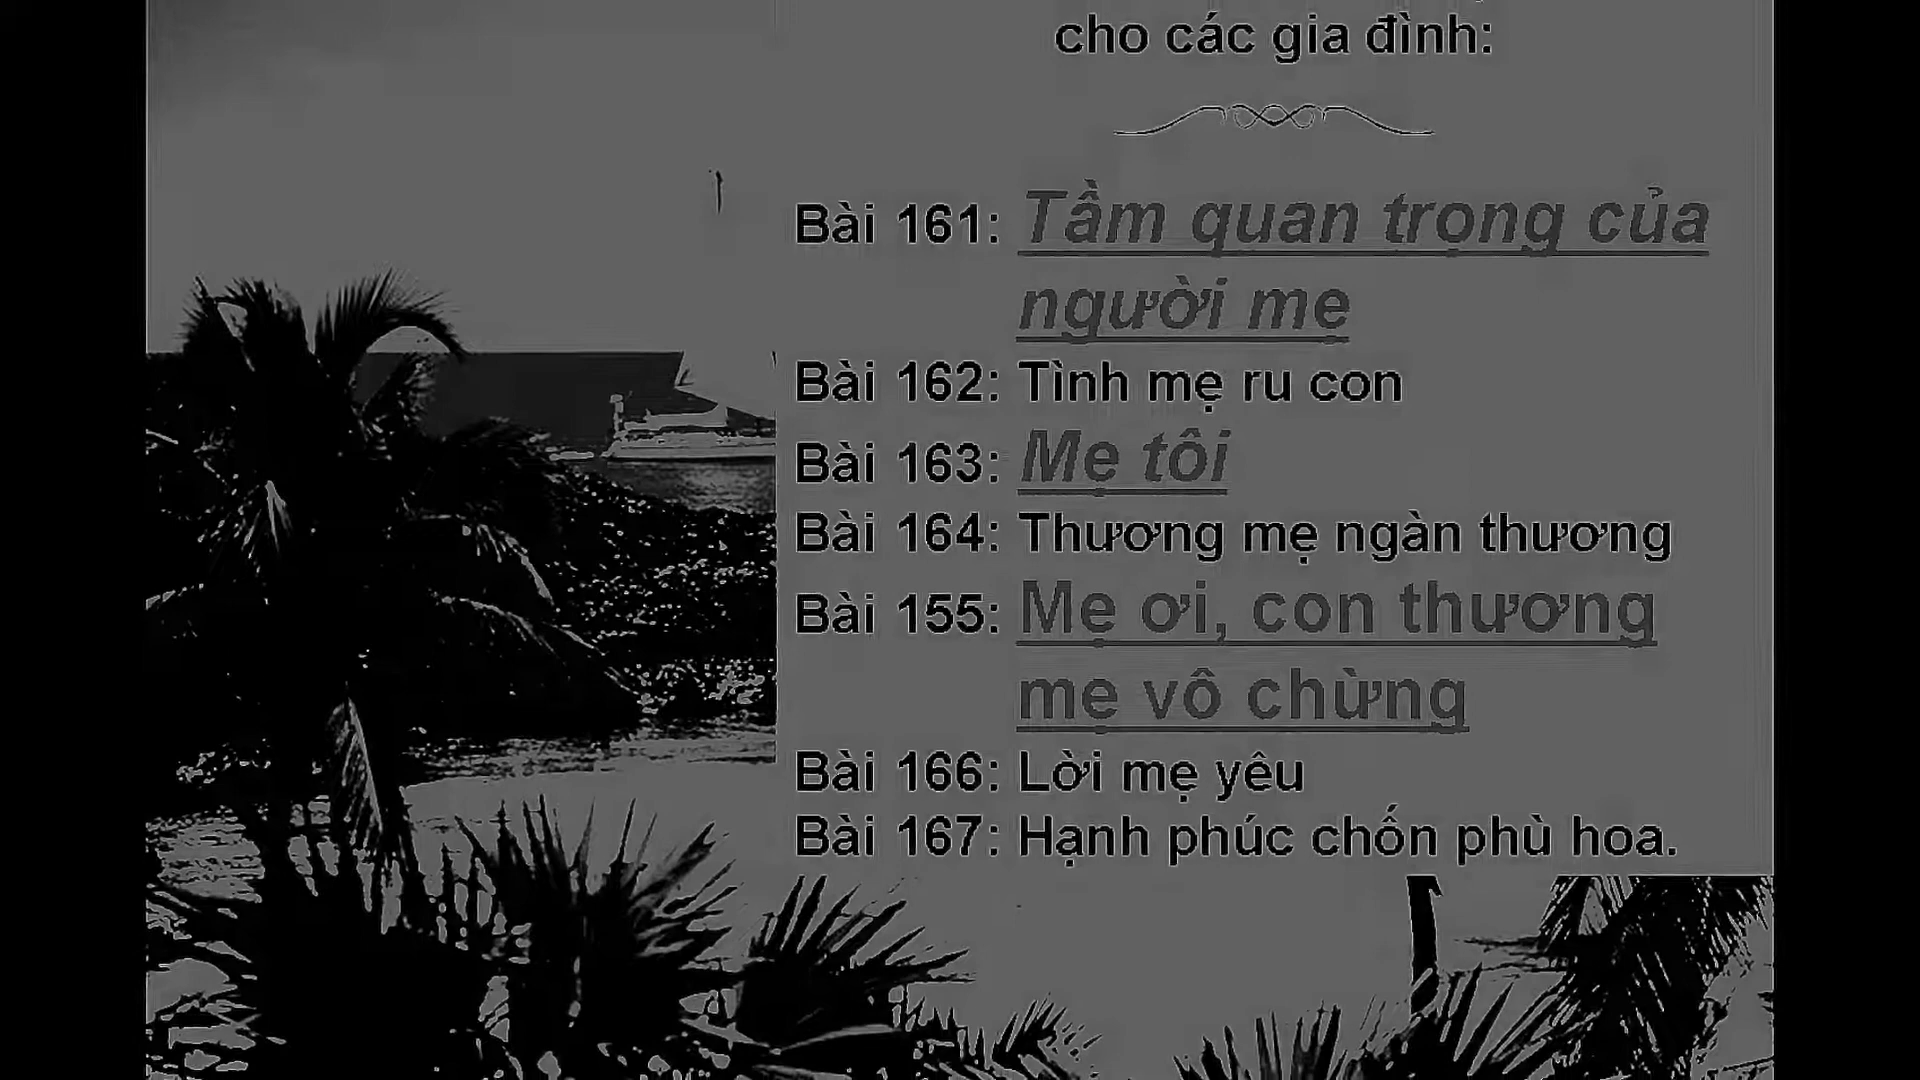 cho các gia đình:
Bài 161: Tầm quan trọng của
người mẹ
Bài 162: Tình mẹ ru con
Bài 163: Mẹ tôi
Bài 164: Thương mẹ ngàn thương
Bài 155: Mẹ ơi, con thương
mẹ vô chừng
Bài 166: Lời mẹ yêu
Bài 167: Hạnh phúc chốn phù hoa.